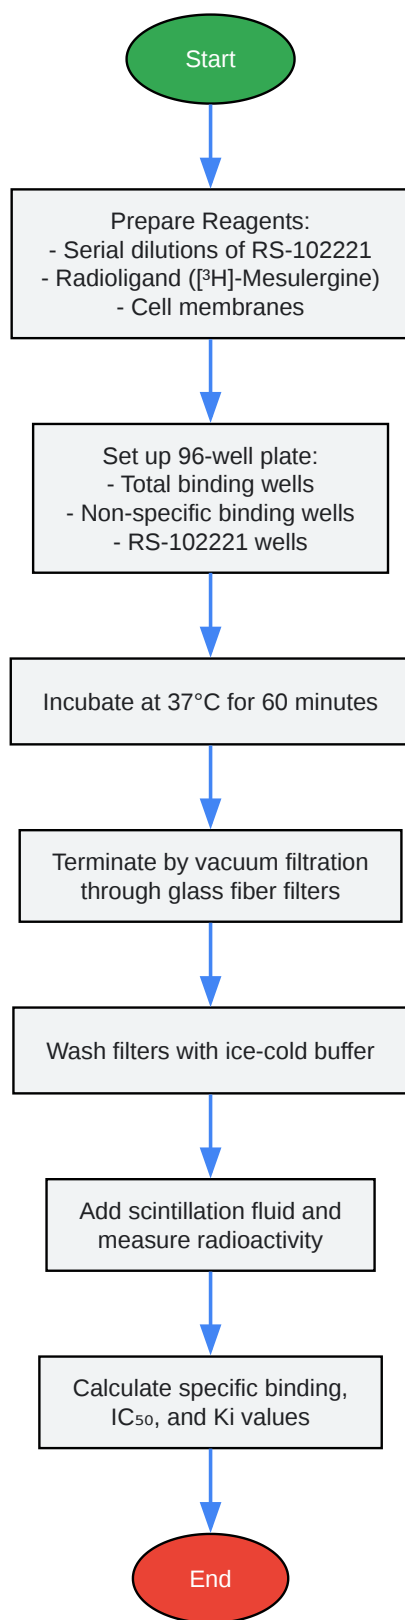 Start
Prepare Reagents:
- Serial dilutions of RS-102221
- Radioligand ([³H]-Mesulergine)
- Cell membranes
Set up 96-well plate:
- Total binding wells
- Non-specific binding wells
- RS-102221 wells
Incubate at 37°C for 60 minutes
Terminate by vacuum filtration
through glass fiber filters
Wash filters with ice-cold buffer
Add scintillation fluid and
measure radioactivity
Calculate specific binding,
IC₅₀, and Ki values
End